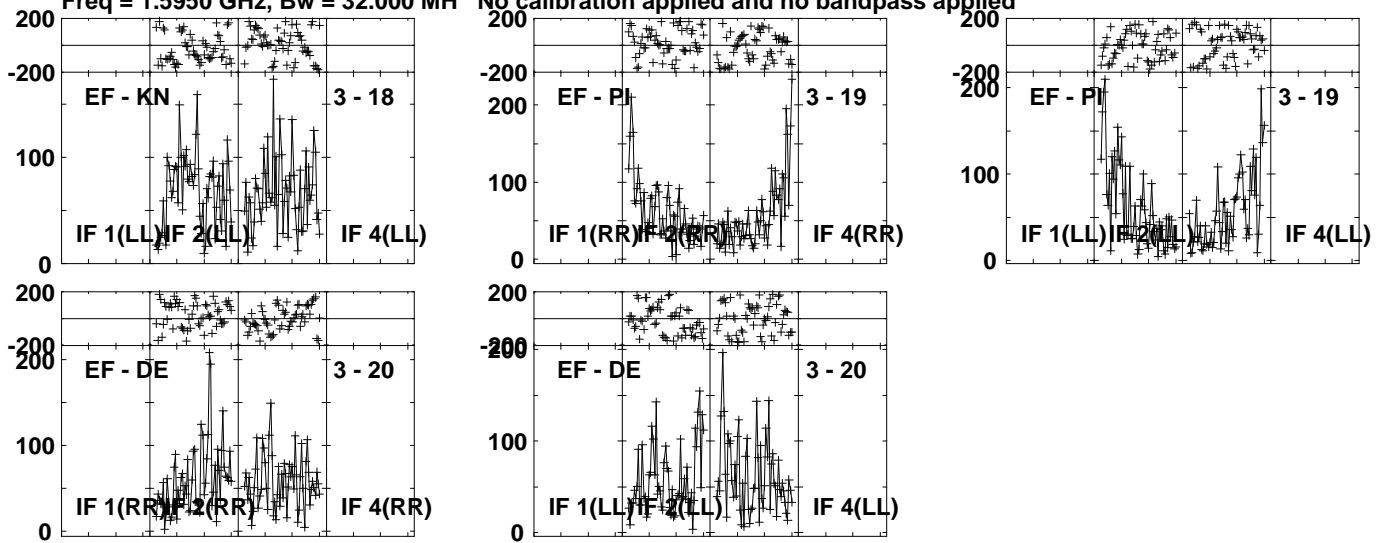 Freq = 1.5950 GHz, Bw = 32.000 MH No calibration applied and no bandpass applied
200
-200
EF - KN 3 - 18
100
IF 1(LL) IF 2(LL) IF 4(LL)
0
200
-200
200
EF - PI 3 - 19
100
IF 1(RR) IF 2(RR) IF 4(RR)
0
200
-200
200
EF - PI 3 - 19
100
IF 1(LL) IF 2(LL) IF 4(LL)
0
200
-200
200
EF - DE 3 - 20
100
IF 1(RR) IF 2(RR) IF 4(RR)
0
200
-200
200
EF - DE 3 - 20
100
IF 1(LL) IF 2(LL) IF 4(LL)
0